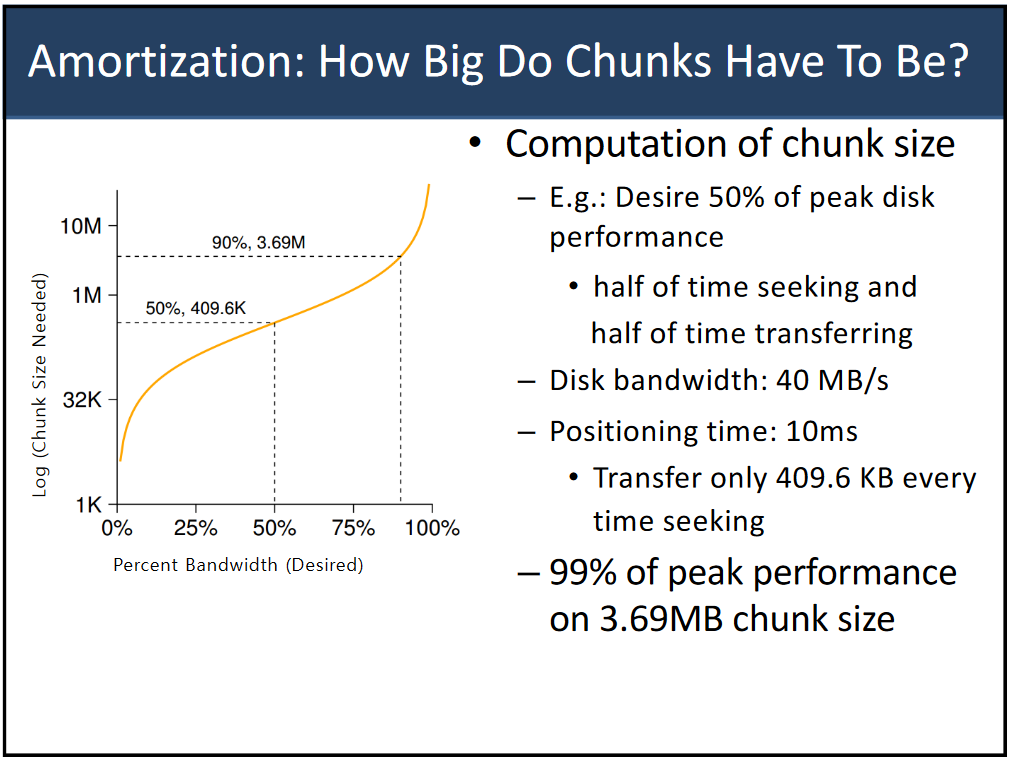 Amortization: How Big Do Chunks Have To Be?
• Computation of chunk size
– E.g.: Desire 50% of peak disk
performance
• half of time seeking and
half of time transferring
– Disk bandwidth: 40 MB/s
– Positioning time: 10ms
• Transfer only 409.6 KB every
time seeking
– 99% of peak performance
on 3.69MB chunk size
Log (Chunk Size Needed)
10M
1M
32K
1K
90%, 3.69M
50%, 409.6K
0% 25% 50% 75% 100%
Percent Bandwidth (Desired)